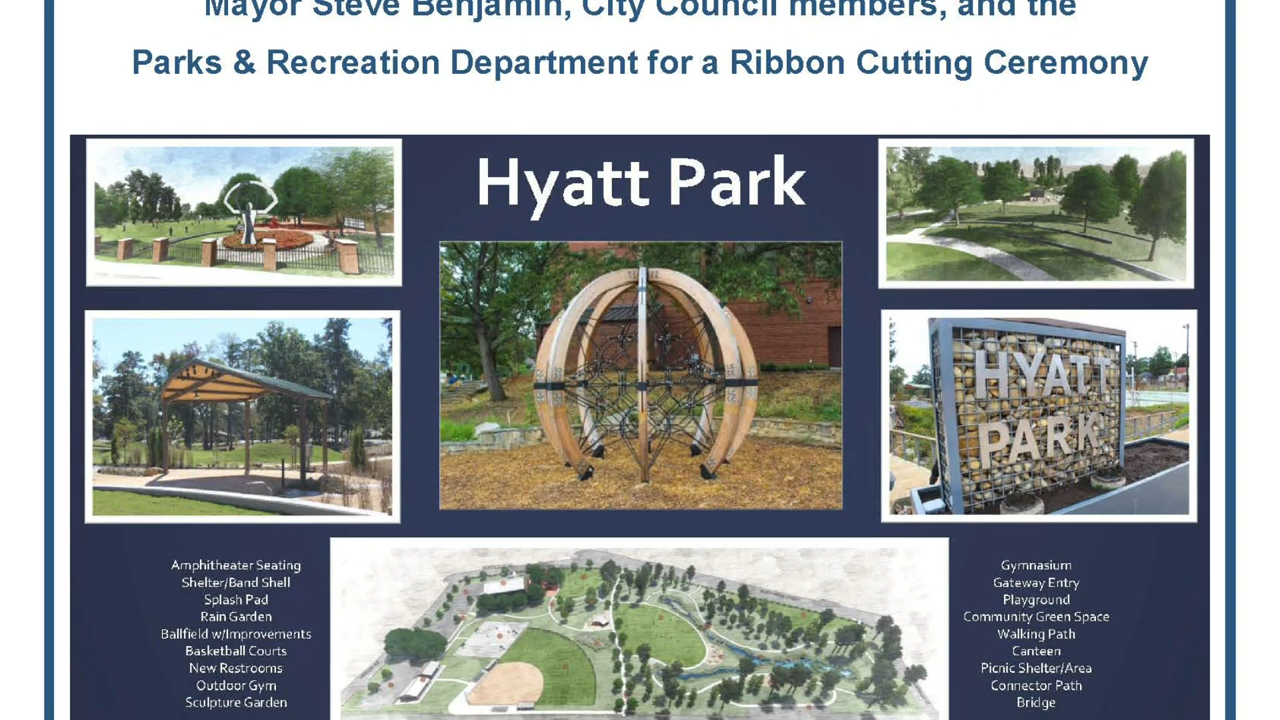 Mayor Steve Benjamin, City Council members, and the
Parks & Recreation Department for a Ribbon Cutting Ceremony
Hyatt Park
HYATT
PARK
Amphitheater Seating
Shelter/Band Shell
Splash Pad
Rain Garden
Ballfield w/Improvements
Basketball Courts
New Restrooms
Outdoor Gym
Sculpture Garden
Gymnasium
Gateway Entry
Playground
Community Green Space
Walking Path
Canteen
Picnic Shelter/Area
Connector Path
Bridge